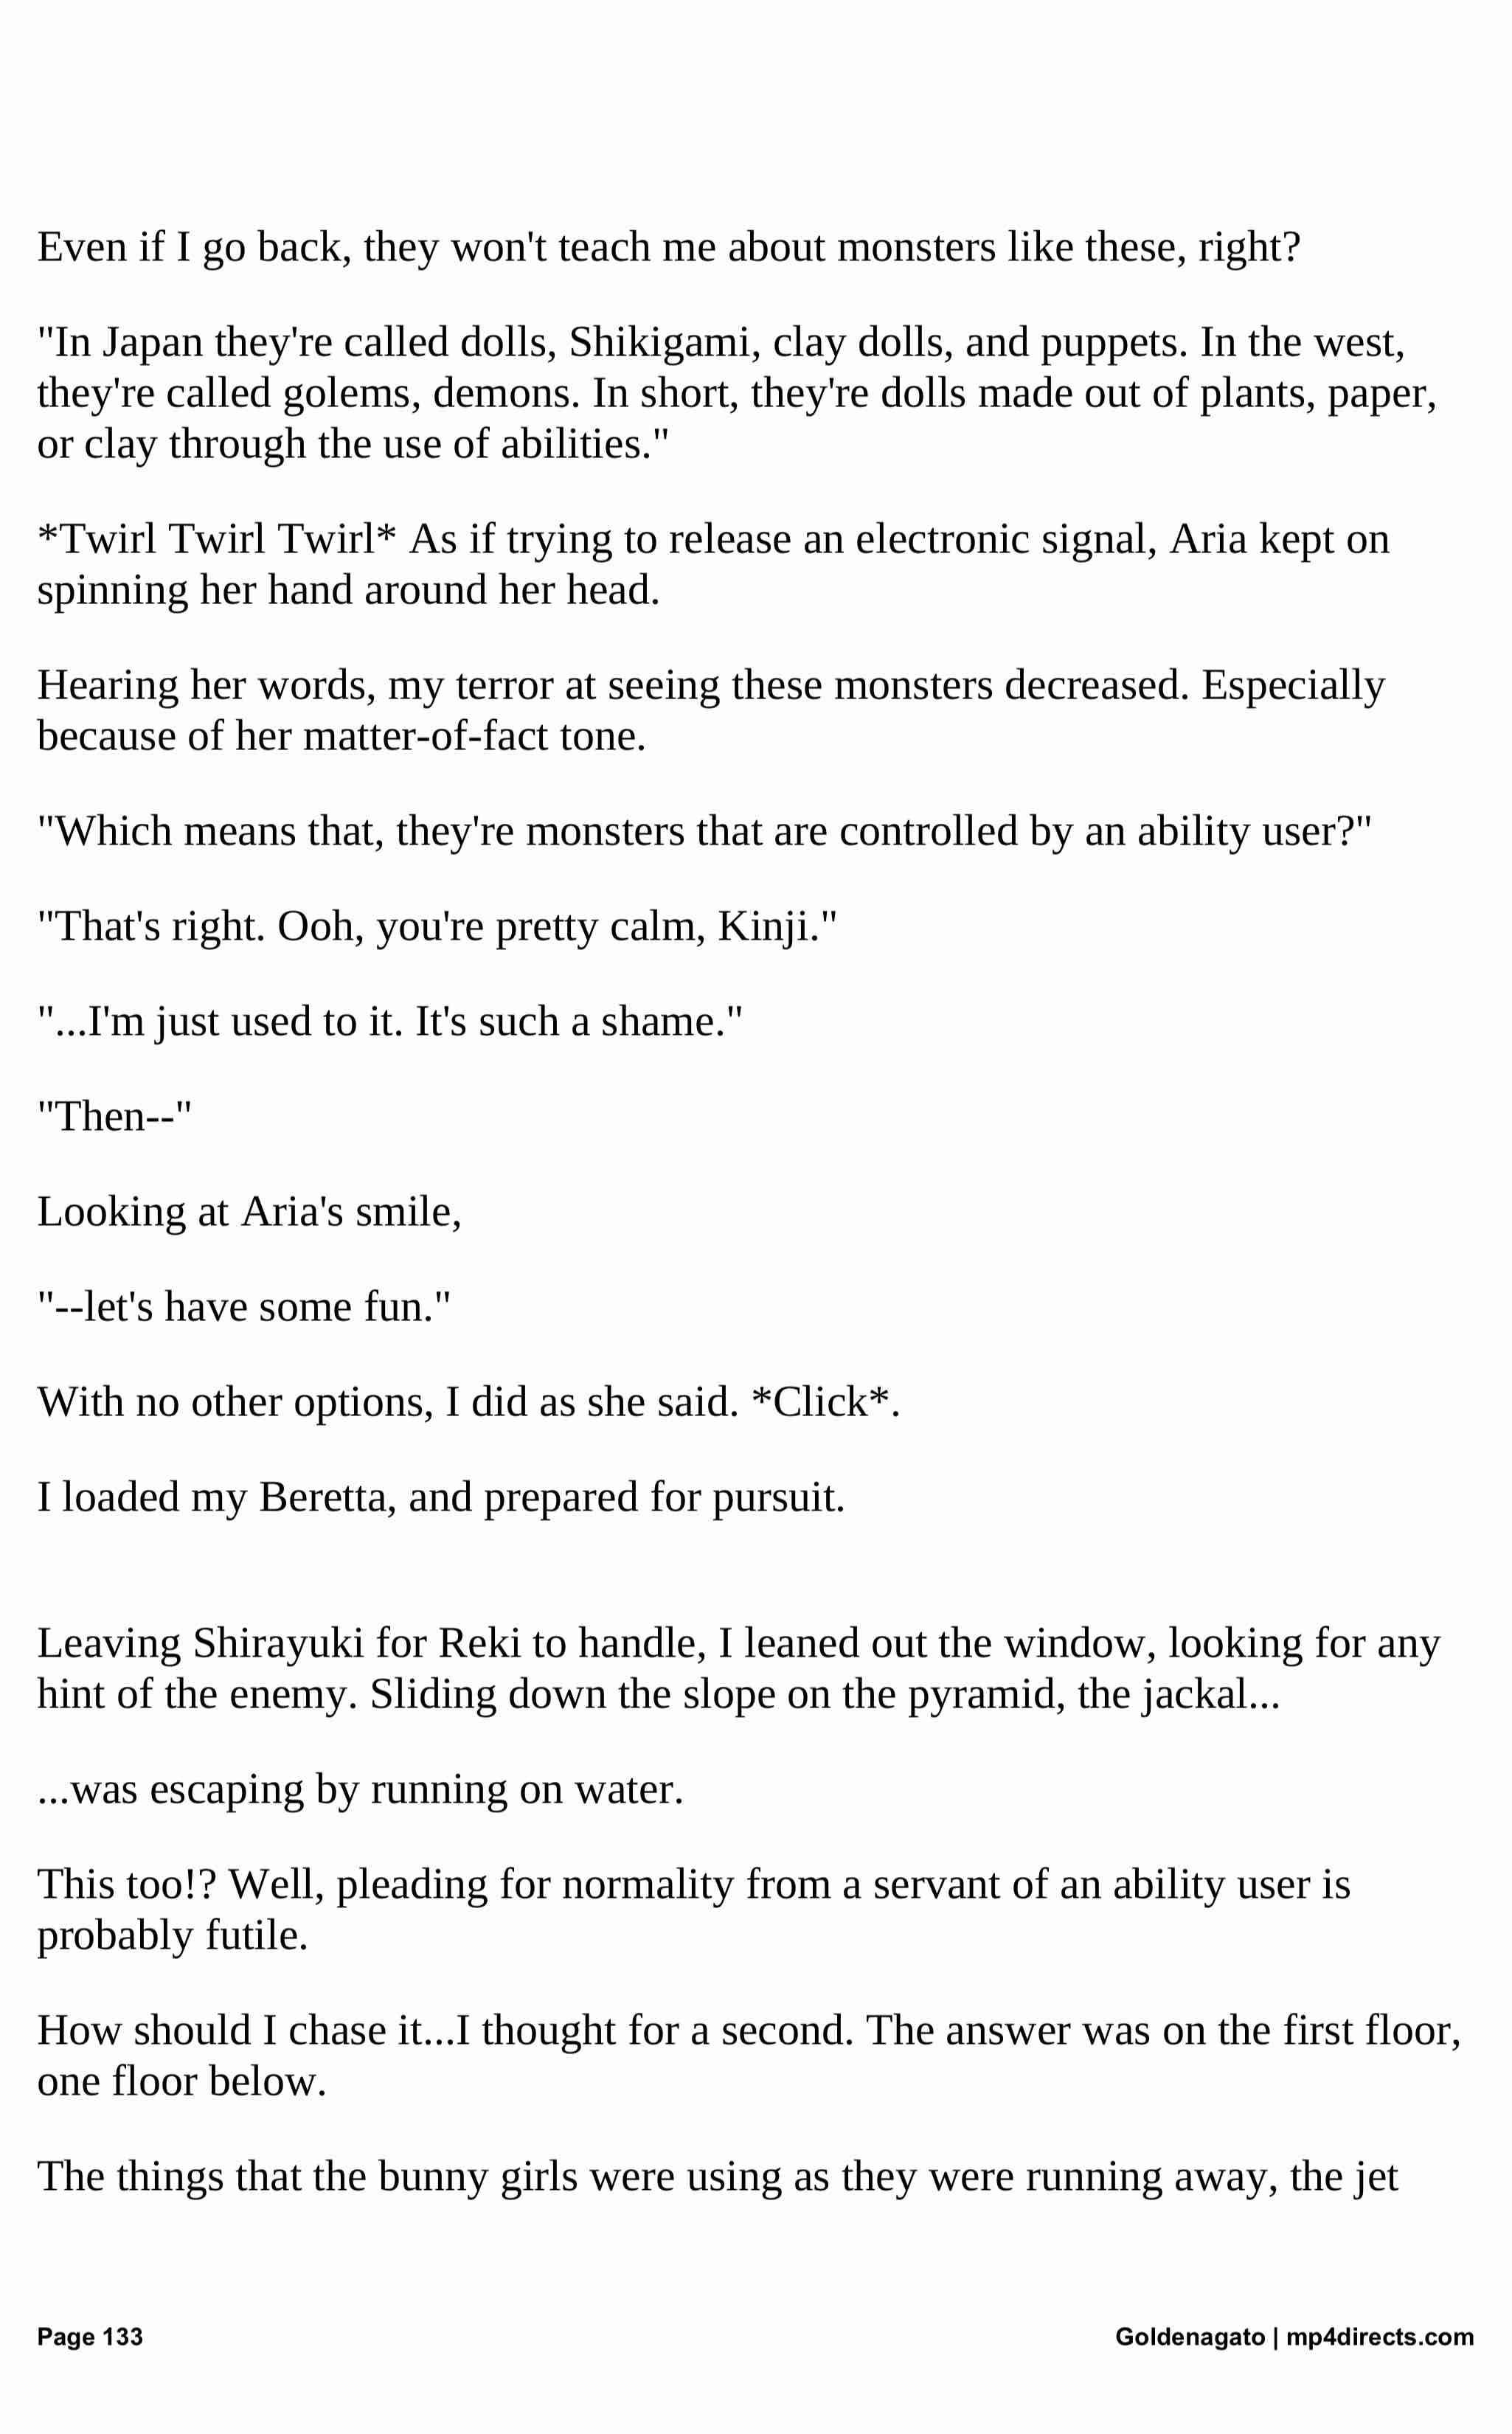 Even if I go back, they won't teach me about monsters like these, right?
"In Japan they're called dolls, Shikigami, clay dolls, and puppets. In the west,
they're called golems, demons. In short, they're dolls made out of plants, paper,
or clay through the use of abilities."
*Twirl Twirl Twirl* As if trying to release an electronic signal, Aria kept on
spinning her hand around her head.
Hearing her words, my terror at seeing these monsters decreased. Especially
because of her matter-of-fact tone.
"Which means that, they're monsters that are controlled by an ability user?"
"That's right. Ooh, you're pretty calm, Kinji."
"...I'm just used to it. It's such a shame."
"Then--"
Looking at Aria's smile,
"--let's have some fun."
With no other options, I did as she said. *Click*.
I loaded my Beretta, and prepared for pursuit.
Leaving Shirayuki for Reki to handle, I leaned out the window, looking for any
hint of the enemy. Sliding down the slope on the pyramid, the jackal...
...was escaping by running on water.
This too!? Well, pleading for normality from a servant of an ability user is
probably futile.
How should I chase it...I thought for a second. The answer was on the first floor,
one floor below.
The things that the bunny girls were using as they were running away, the jet
Page 133
Goldenagato | mp4directs.com